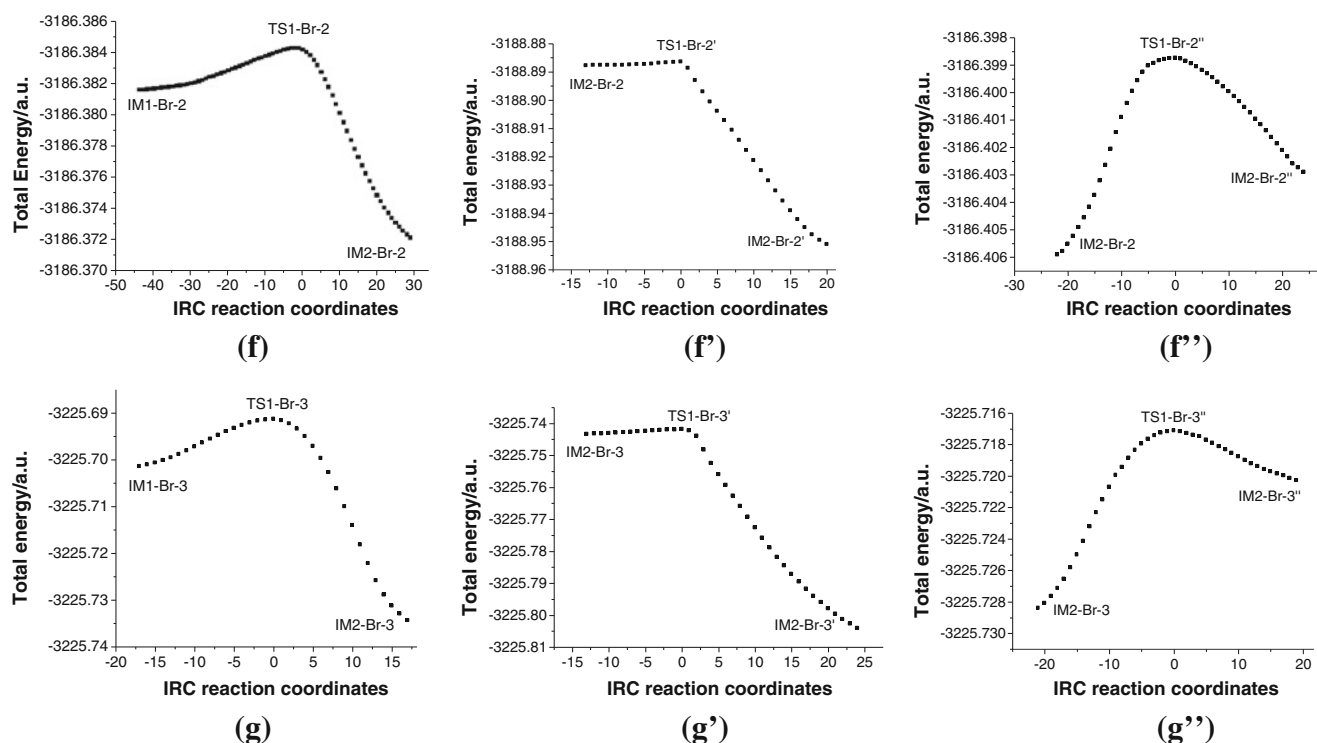 -3186.386
-3186.384
-3186.382
-3186.380
-3186.378
-3186.376
-3186.374
-3186.372
-3186.370
Total Energy/a.u.
TS1-Br-2
IM1-Br-2
IM2-Br-2
-50 -40 -30 -20 -10 0 10 20 30
IRC reaction coordinates
(f)
-3188.88
-3188.89
-3188.90
-3188.91
-3188.92
-3188.93
-3188.94
-3188.95
-3188.96
Total energy/a.u.
TS1-Br-2'
IM2-Br-2
IM2-Br-2'
-15 -10 -5 0 5 10 15 20
IRC reaction coordinates
(f’)
-3186.398
-3186.399
-3186.400
-3186.401
-3186.402
-3186.403
-3186.404
-3186.405
-3186.406
Total energy/a.u.
TS1-Br-2"
IM2-Br-2
IM2-Br-2"
-30 -20 -10 0 10 20
IRC reaction coordinates
(f’’)
-3225.69
-3225.70
-3225.71
-3225.72
-3225.73
-3225.74
Total energy/a.u.
TS1-Br-3
IM1-Br-3
IM2-Br-3
-20 -15 -10 -5 0 5 10 15
IRC reaction coordinates
(g)
-3225.74
-3225.75
-3225.76
-3225.77
-3225.78
-3225.79
-3225.80
-3225.81
Total energy/a.u.
TS1-Br-3'
IM2-Br-3
IM2-Br-3'
-15 -10 -5 0 5 10 15 20 25
IRC reaction coordinates
(g’)
-3225.716
-3225.718
-3225.720
-3225.722
-3225.724
-3225.726
-3225.728
-3225.730
Total energy/a.u.
TS1-Br-3"
IM2-Br-3
IM2-Br-3"
-20 -10 0 10 20
IRC reaction coordinates
(g’’)